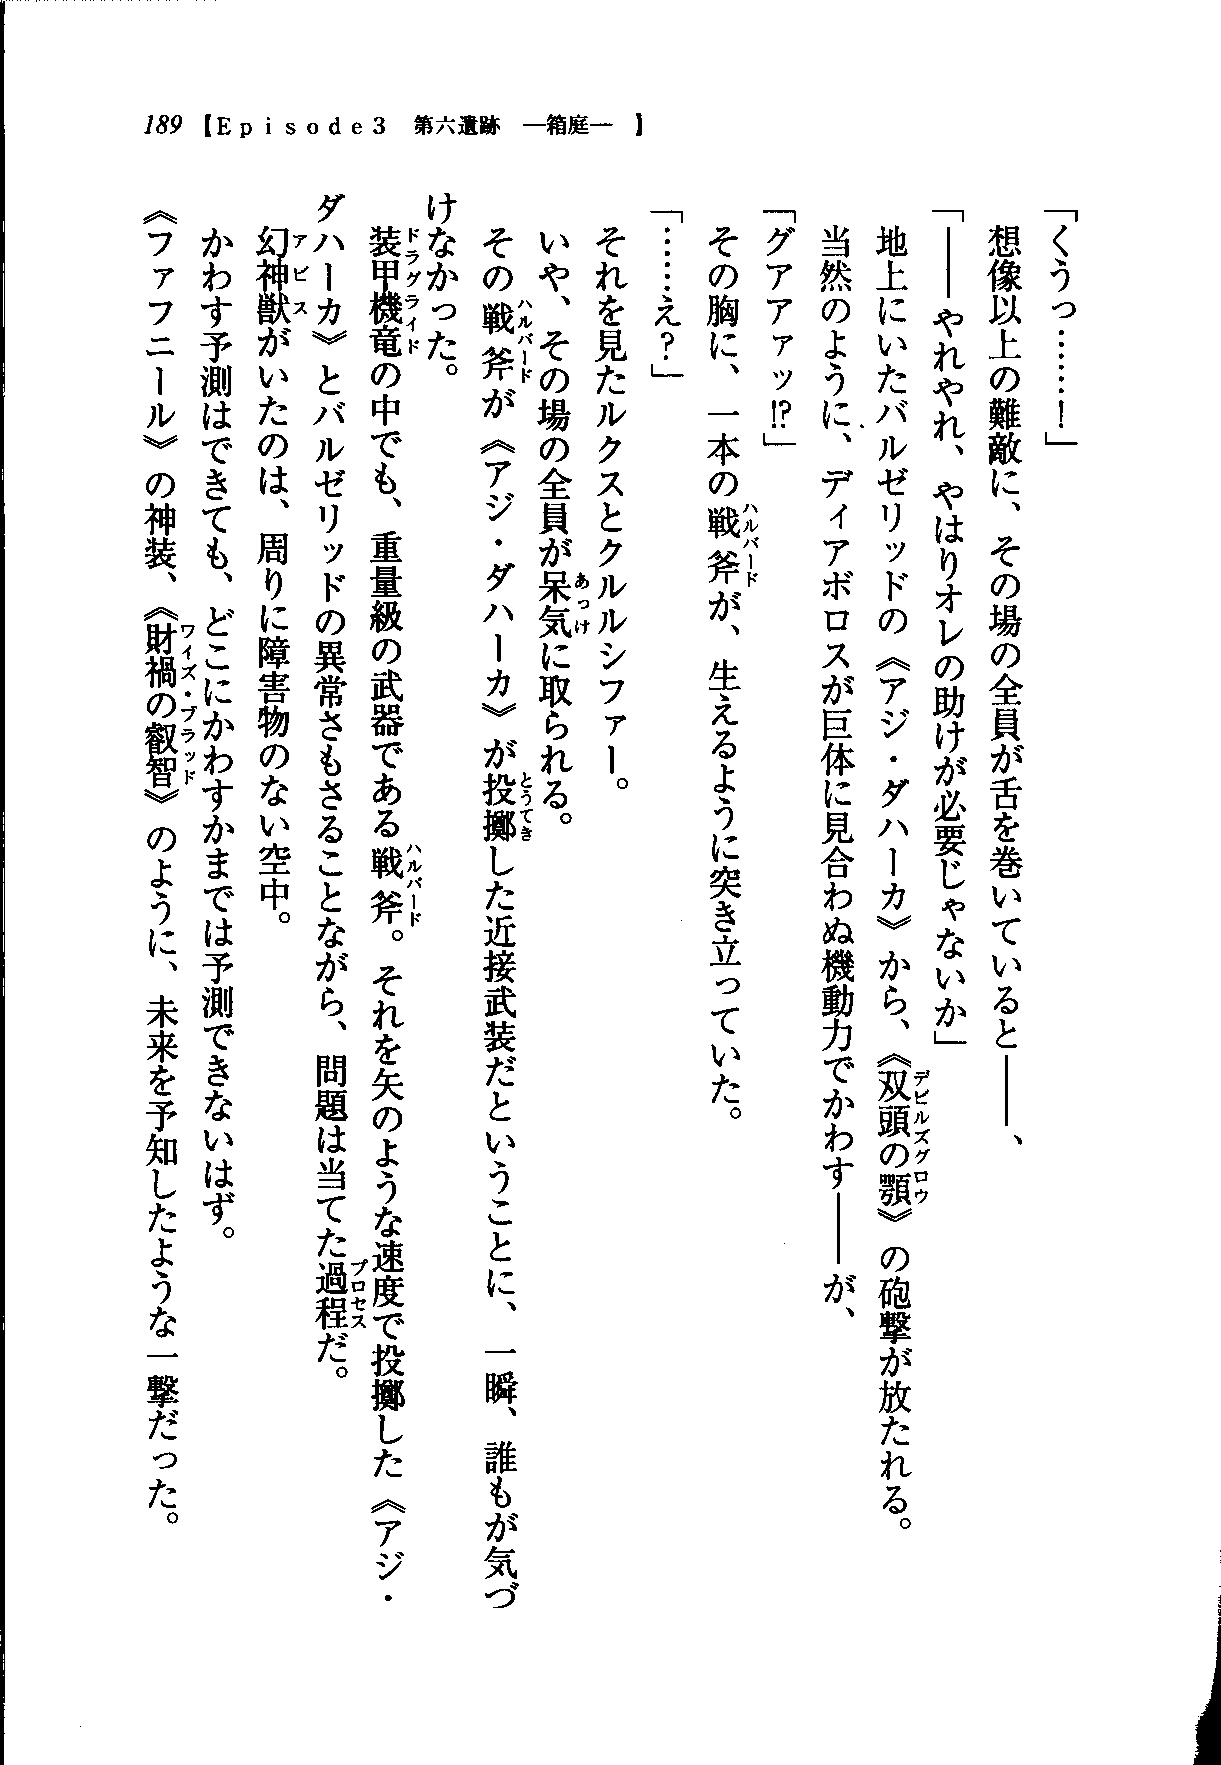 189 【Episode3　第六遺跡　―箱庭―　】
「くうっ……！」
　想像以上の難敵に、その場の全員が舌を巻いていると――、
「――やれやれ、やはりオレの助けが必要じゃないか」
　地上にいたバルゼリッドの《アジ・ダハーカ》から、《双頭の顎》の砲撃が放たれる。
デビルズグロウ
　当然のように、ディアボロスが巨体に見合わぬ機動力でかわす――が、
「グアアァッ!?」
　その胸に、一本の戦斧が、生えるように突き立っていた。
ハルバード
「……え？」
　それを見たルクスとクルルシファー。
　いや、その場の全員が呆気に取られる。
あっけ
　その戦斧が《アジ・ダハーカ》が投擲した近接武装だということに、一瞬、誰もが気づ
ハルバード
とうてき
けなかった。
　装甲機竜の中でも、重量級の武器である戦斧。それを矢のような速度で投擲した《アジ・
ドラグライド
ハルバード
ダハーカ》とバルゼリッドの異常さもさることながら、問題は当てた過程だ。
プロセス
　幻神獣がいたのは、周りに障害物のない空中。
アビス
　かわす予測はできても、どこにかわすかまでは予測できないはず。
《ファフニール》の神装、《財禍の叡智》のように、未来を予知したような一撃だった。
ワイズ・ブラッド